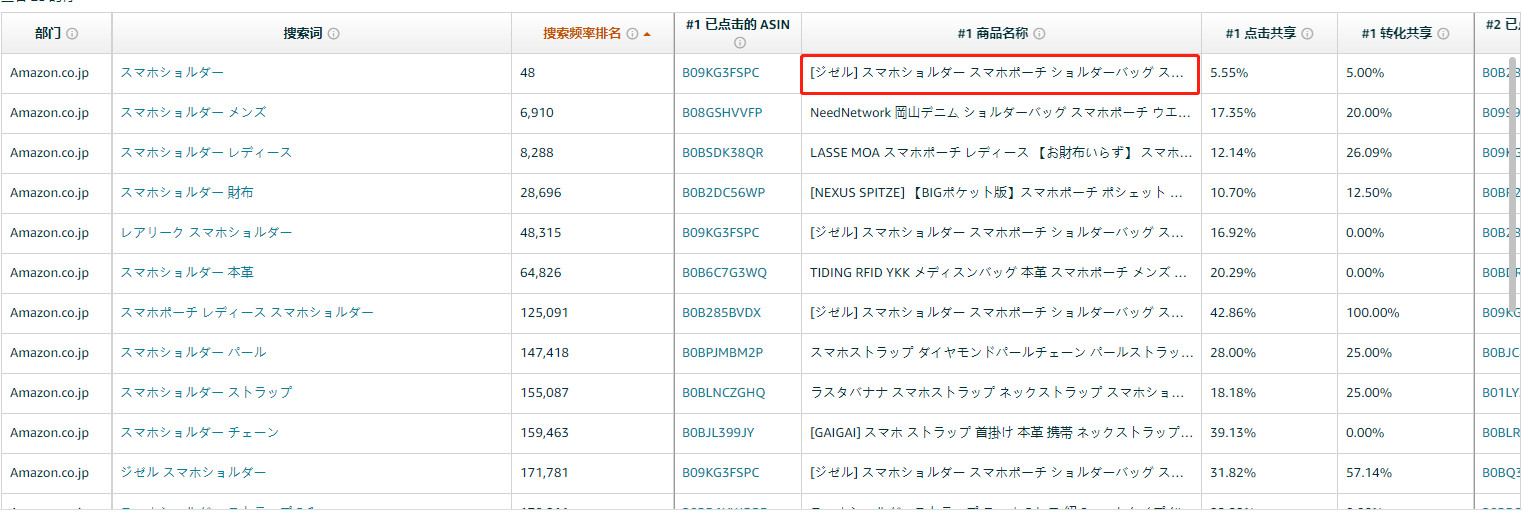 部门 搜索词 搜索频率排名 #1 已点击的 ASIN #1 商品名称 #1 点击共享 #1 转化共享 #2 已
Amazon.co.jp スマホショルダー 48 B09KG3FSPC [ジゼル] スマホショルダー スマホポーチ ショルダーバッグ ス… 5.55% 5.00% B0B28
Amazon.co.jp スマホショルダー メンズ 6,910 B08GSHVVFP NeedNetwork 岡山デニム ショルダーバッグ スマホポーチ ウエ… 17.35% 20.00% B0999
Amazon.co.jp スマホショルダー レディース 8,288 B0BSDK38QR LASSE MOA スマホポーチ レディース 【お財布いらず】 スマホ… 12.14% 26.09% B09KG
Amazon.co.jp スマホショルダー 財布 28,696 B0B2DC56WP [NEXUS SPITZE] 【BIGポケット版】スマホポーチ ポシェット … 10.70% 12.50%
Amazon.co.jp レアリーク スマホショルダー 48,315 B09KG3FSPC [ジゼル] スマホショルダー スマホポーチ ショルダーバッグ ス… 16.92% 0.00% B0B28
Amazon.co.jp スマホショルダー 本革 64,826 B0B6C7G3WQ TIDING RFID YKK メディスンバッグ 本革 スマホポーチ メンズ … 20.29% 0.00%
Amazon.co.jp スマホポーチ レディース スマホショルダー 125,091 B0B285BVDX [ジゼル] スマホショルダー スマホポーチ ショルダーバッグ ス… 42.86% 100.00% B09KG
Amazon.co.jp スマホショルダー パール 147,418 B0BPJMBM2P スマホストラップ ダイヤモンドパールチェーン パールストラッ… 28.00% 25.00% B0BJC
Amazon.co.jp スマホショルダー ストラップ 155,087 B0BLNCZGHQ ラスタバナナ スマホストラップ ネックストラップ スマホショ… 18.18% 25.00% B01LY
Amazon.co.jp スマホショルダー チェーン 159,463 B0BJL399JY [GAIGAI] スマホ ストラップ 首掛け 本革 携帯 ネックストラップ… 39.13% 0.00% B0BLR
Amazon.co.jp ジゼル スマホショルダー 171,781 B09KG3FSPC [ジゼル] スマホショルダー スマホポーチ ショルダーバッグ ス… 31.82% 57.14% B0BQ3